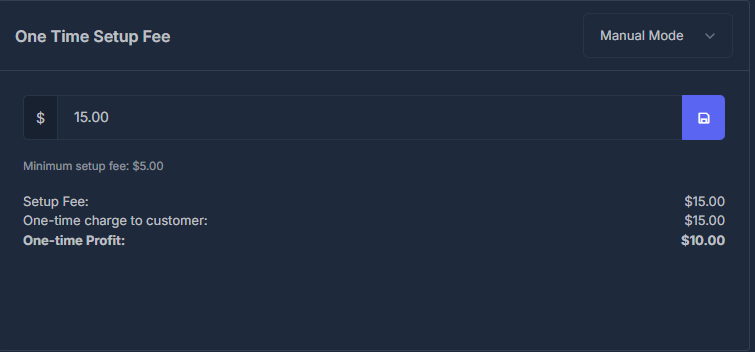 One Time Setup Fee
Manual Mode
$ 15.00
Minimum setup fee: $5.00
Setup Fee: $15.00
One-time charge to customer: $15.00
One-time Profit: $10.00